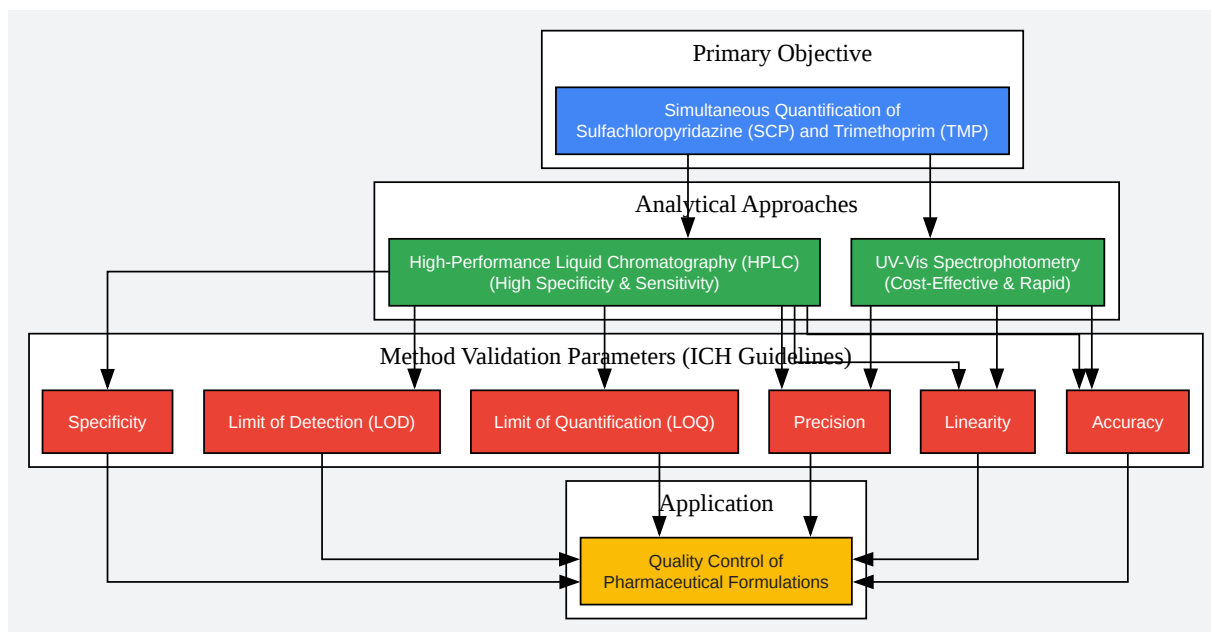 Primary Objective
Simultaneous Quantification of
Sulfachloropyridazine (SCP) and Trimethoprim (TMP)
Analytical Approaches
High-Performance Liquid Chromatography (HPLC)
(High Specificity & Sensitivity)
UV-Vis Spectrophotometry
(Cost-Effective & Rapid)
Method Validation Parameters (ICH Guidelines)
Specificity
Limit of Detection (LOD)
Limit of Quantification (LOQ)
Precision
Linearity
Accuracy
Application
Quality Control of
Pharmaceutical Formulations